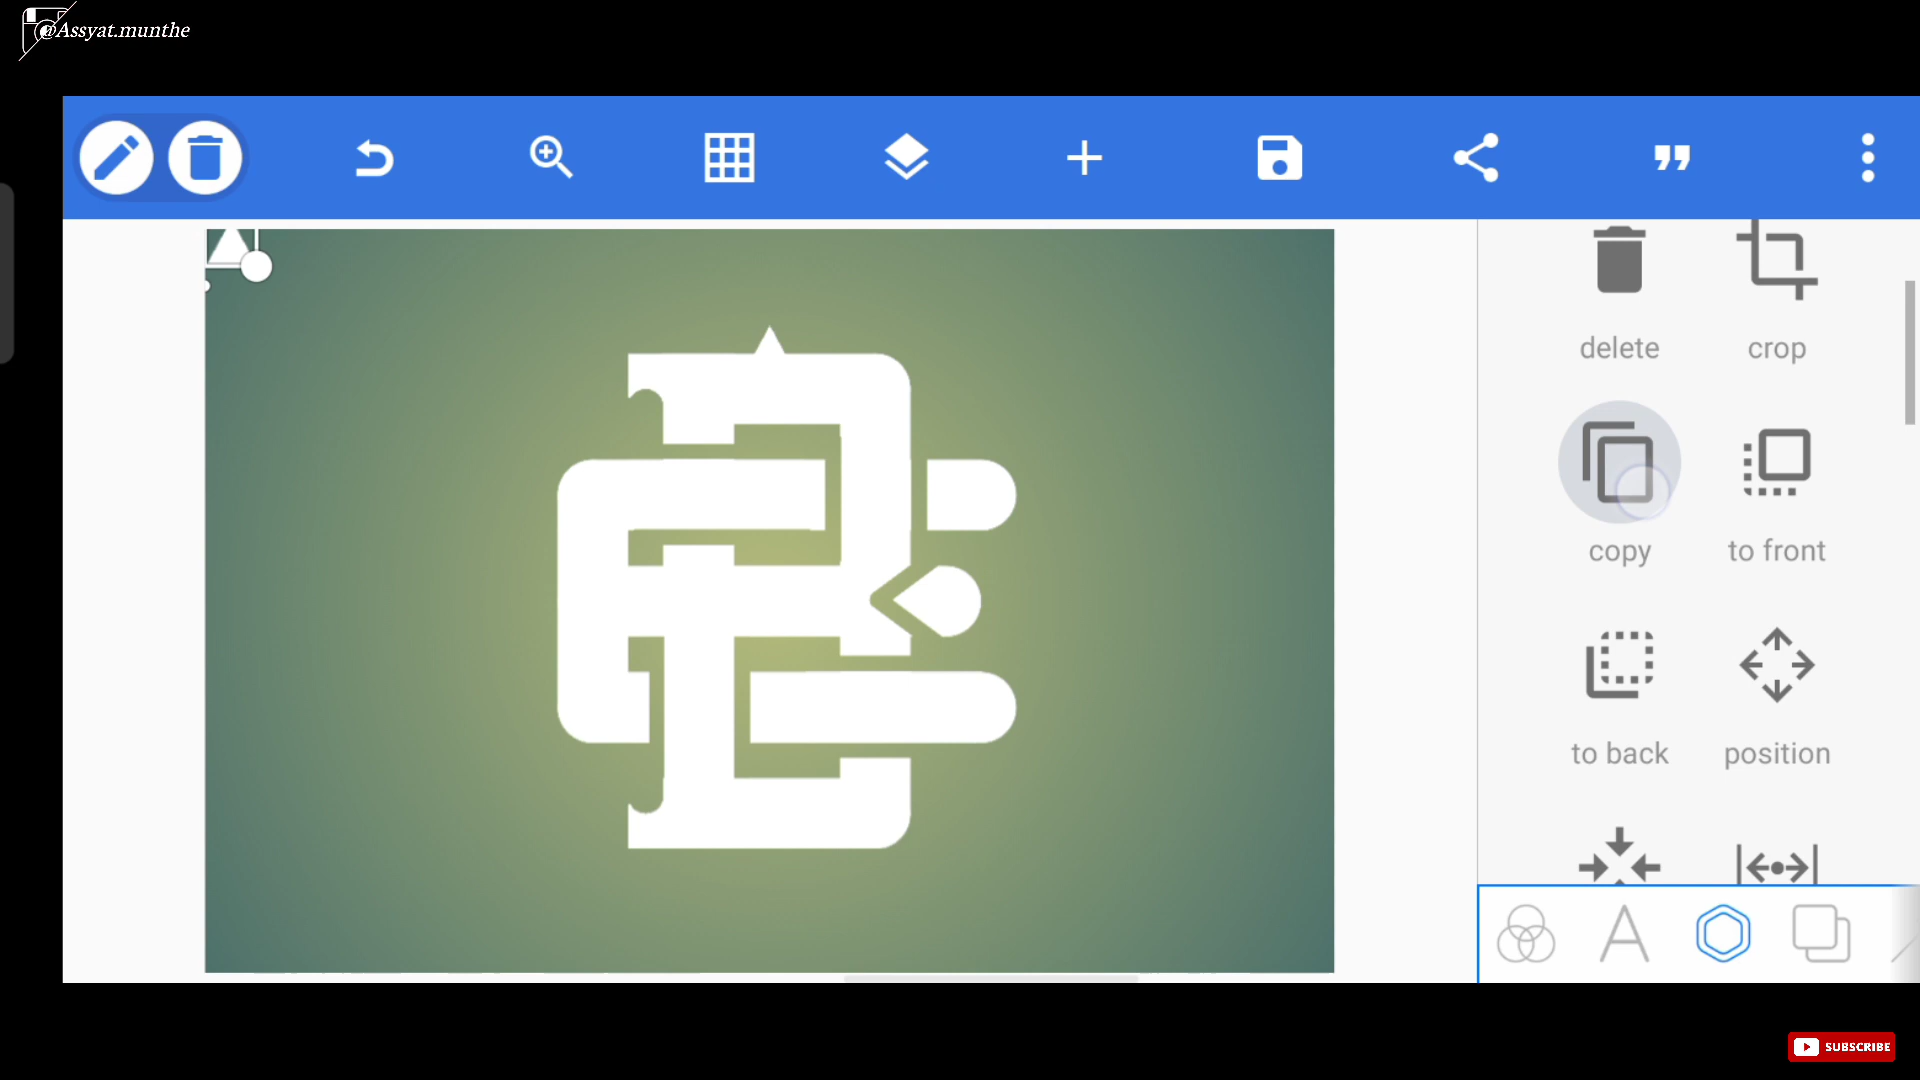 @Assyat.munthe
delete
crop
copy
to front
to back
position
SUBSCRIBE